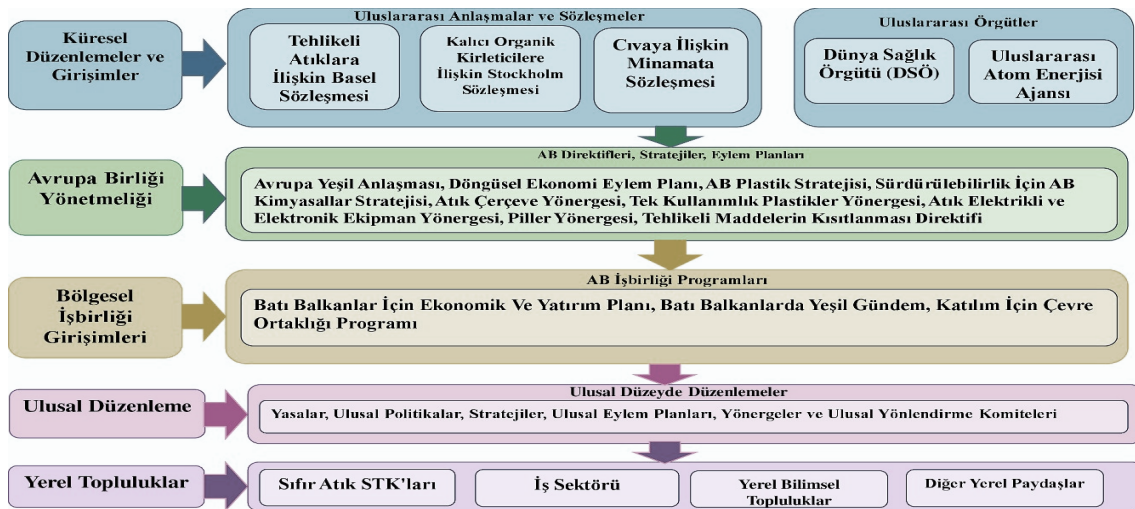 Küresel
Düzenlemeler ve
Girişimler
Uluslararası Anlaşmalar ve Sözleşmeler
Tehlikeli
Atıklara
İlişkin Basel
Sözleşmesi
Kalıcı Organik
Kirleticilere
İlişkin Stockholm
Sözleşmesi
Cıvaya İlişkin
Minamata
Sözleşmesi
Uluslararası Örgütler
Dünya Sağlık
Örgütü (DSÖ)
Uluslararası
Atom Enerjisi
Ajansı
Avrupa Birliği
Yönetmeliği
AB Direktifleri, Stratejiler, Eylem Planları
Avrupa Yeşil Anlaşması, Döngüsel Ekonomi Eylem Planı, AB Plastik Stratejisi, Sürdürülebilirlik İçin AB
Kimyasallar Stratejisi, Atık Çerçeve Yönergesi, Tek Kullanımlık Plastikler Yönergesi, Atık Elektrikli ve
Elektronik Ekipman Yönergesi, Piller Yönergesi, Tehlikeli Maddelerin Kısıtlanması Direktifi
Bölgesel
İşbirliği
Girişimleri
AB İşbirliği Programları
Batı Balkanlar İçin Ekonomik Ve Yatırım Planı, Batı Balkanlarda Yeşil Gündem, Katılım İçin Çevre
Ortaklığı Programı
Ulusal Düzenleme
Ulusal Düzeyde Düzenlemeler
Yasalar, Ulusal Politikalar, Stratejiler, Ulusal Eylem Planları, Yönergeler ve Ulusal Yönlendirme Komiteleri
Yerel Topluluklar
Sıfır Atık STK'ları
İş Sektörü
Yerel Bilimsel
Topluluklar
Diğer Yerel Paydaşlar